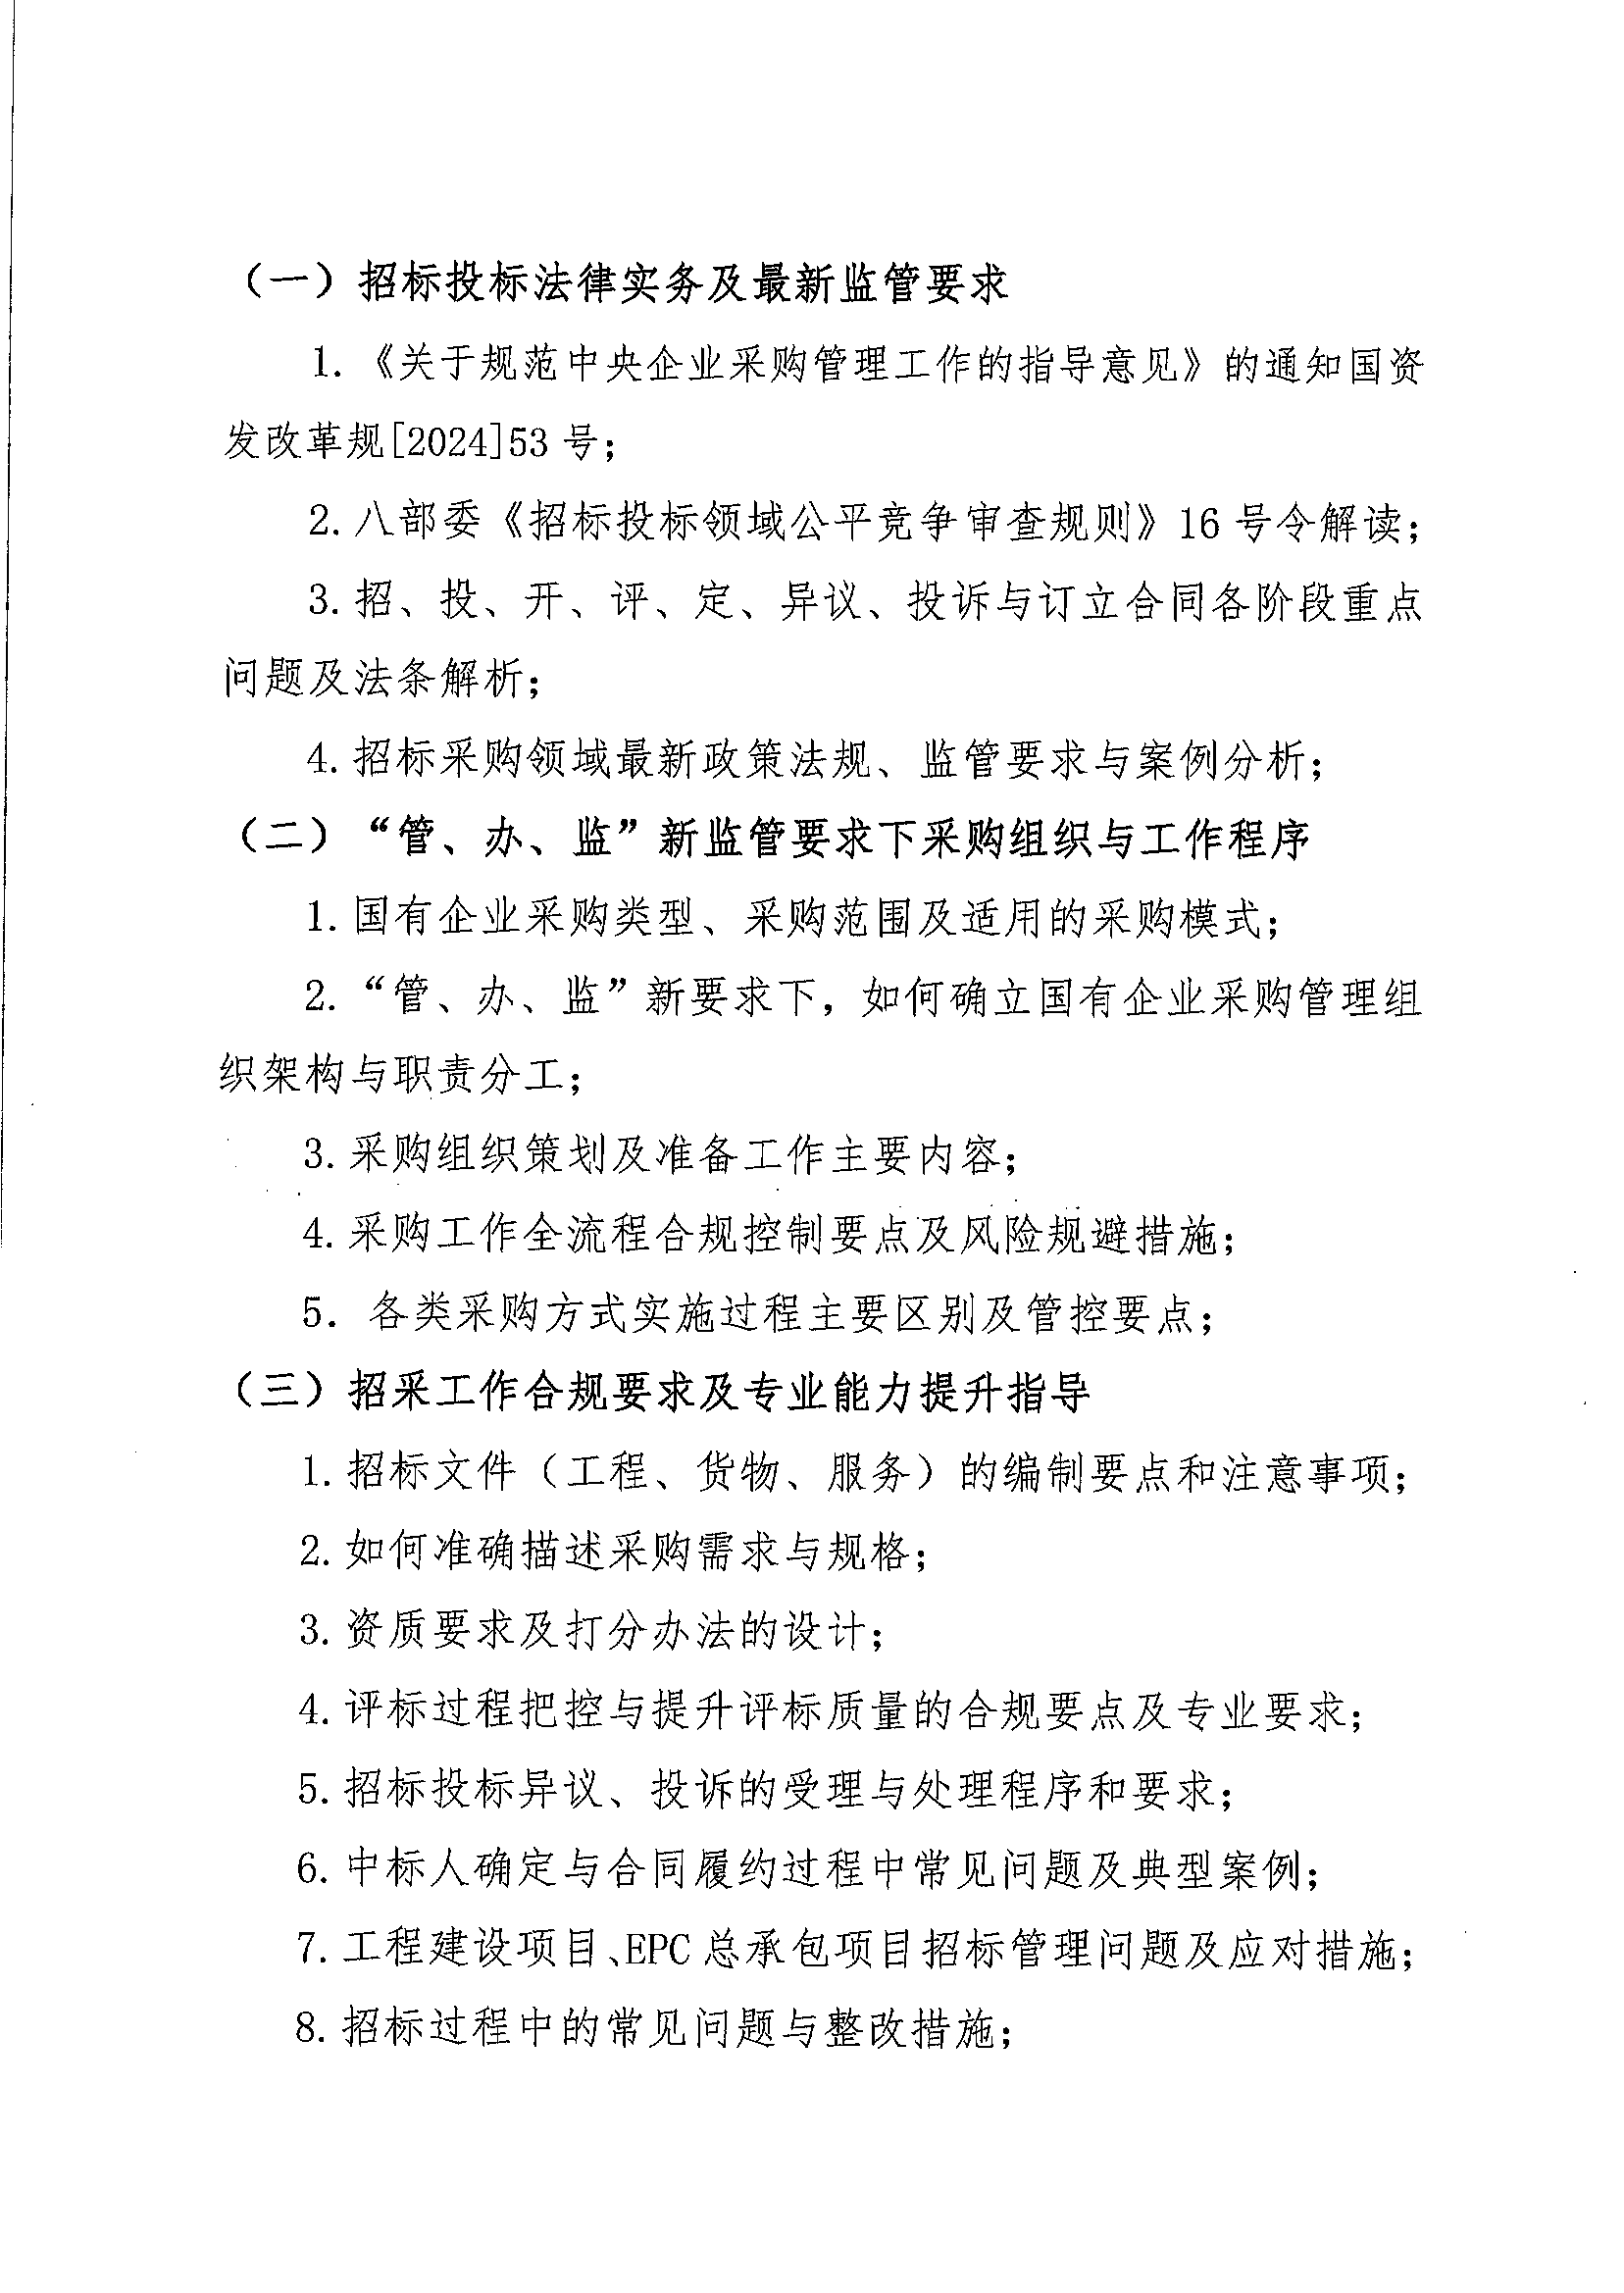 （一）招标投标法律实务及最新监管要求
1.《关于规范中央企业采购管理工作的指导意见》的通知国资
发改革规[2024]53 号；
2.八部委《招标投标领域公平竞争审查规则》16 号令解读；
3.招、投、开、评、定、异议、投诉与订立合同各阶段重点
问题及法条解析；
4.招标采购领域最新政策法规、监管要求与案例分析；
（二）“管、办、监”新监管要求下采购组织与工作程序
1.国有企业采购类型、采购范围及适用的采购模式；
2.“管、办、监”新要求下，如何确立国有企业采购管理组
织架构与职责分工；
3.采购组织策划及准备工作主要内容；
4.采购工作全流程合规控制要点及风险规避措施；
5. 各类采购方式实施过程主要区别及管控要点；
（三）招采工作合规要求及专业能力提升指导
1.招标文件（工程、货物、服务）的编制要点和注意事项；
2.如何准确描述采购需求与规格；
3.资质要求及打分办法的设计；
4.评标过程把控与提升评标质量的合规要点及专业要求；
5.招标投标异议、投诉的受理与处理程序和要求；
6.中标人确定与合同履约过程中常见问题及典型案例；
7.工程建设项目、EPC 总承包项目招标管理问题及应对措施；
8.招标过程中的常见问题与整改措施；